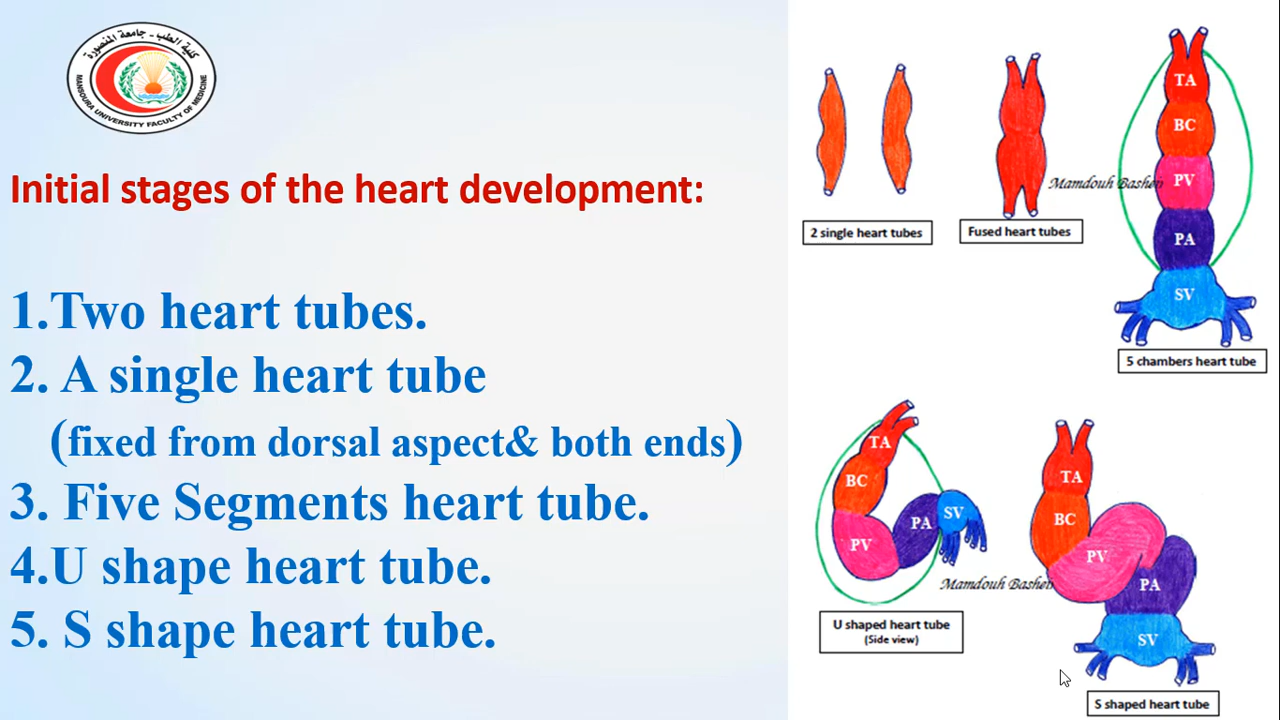 كلية الطب - جامعة المنصورة
MANSOURA UNIVERSITY FACULTY OF MEDICINE
Initial stages of the heart development:
1.Two heart tubes.
2. A single heart tube
(fixed from dorsal aspect& both ends)
3. Five Segments heart tube.
4.U shape heart tube.
5. S shape heart tube.
2 single heart tubes
Fused heart tubes
TA
BC
PV
PA
SV
Mamdouh Basheri
5 chambers heart tube
TA
BC
PV
PA
SV
U shaped heart tube
(Side view)
Mamdouh Basheri
TA
BC
PV
PA
SV
S shaped heart tube